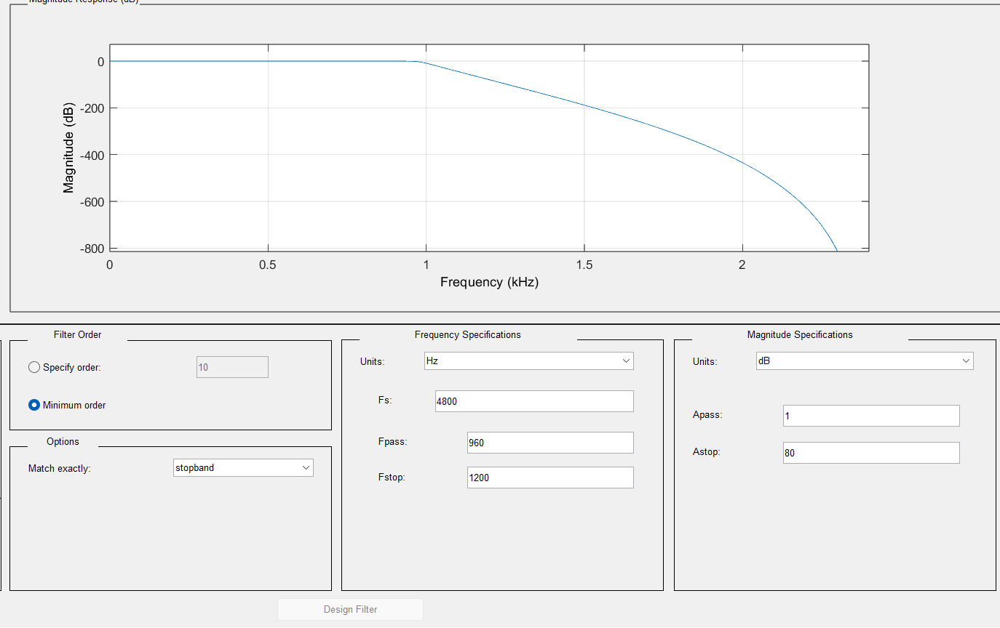 Magnitude Response (dB)
0
-200
-400
-600
-800
Magnitude (dB)
0 0.5 1 1.5 2
Frequency (kHz)
Filter Order
Specify order: 10
Minimum order
Options
Match exactly: stopband
Frequency Specifications
Units: Hz
Fs: 4800
Fpass: 960
Fstop: 1200
Magnitude Specifications
Units: dB
Apass: 1
Astop: 80
Design Filter